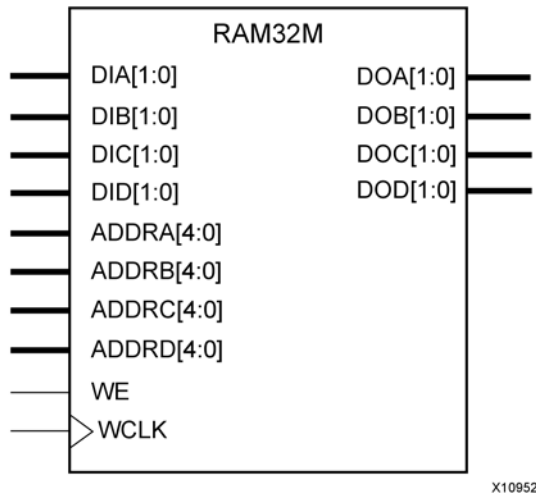 RAM32M
DIA[1:0] DOA[1:0]
DIB[1:0] DOB[1:0]
DIC[1:0] DOC[1:0]
DID[1:0] DOD[1:0]
ADDRA[4:0]
ADDRB[4:0]
ADDRC[4:0]
ADDRD[4:0]
WE
WCLK
X10952